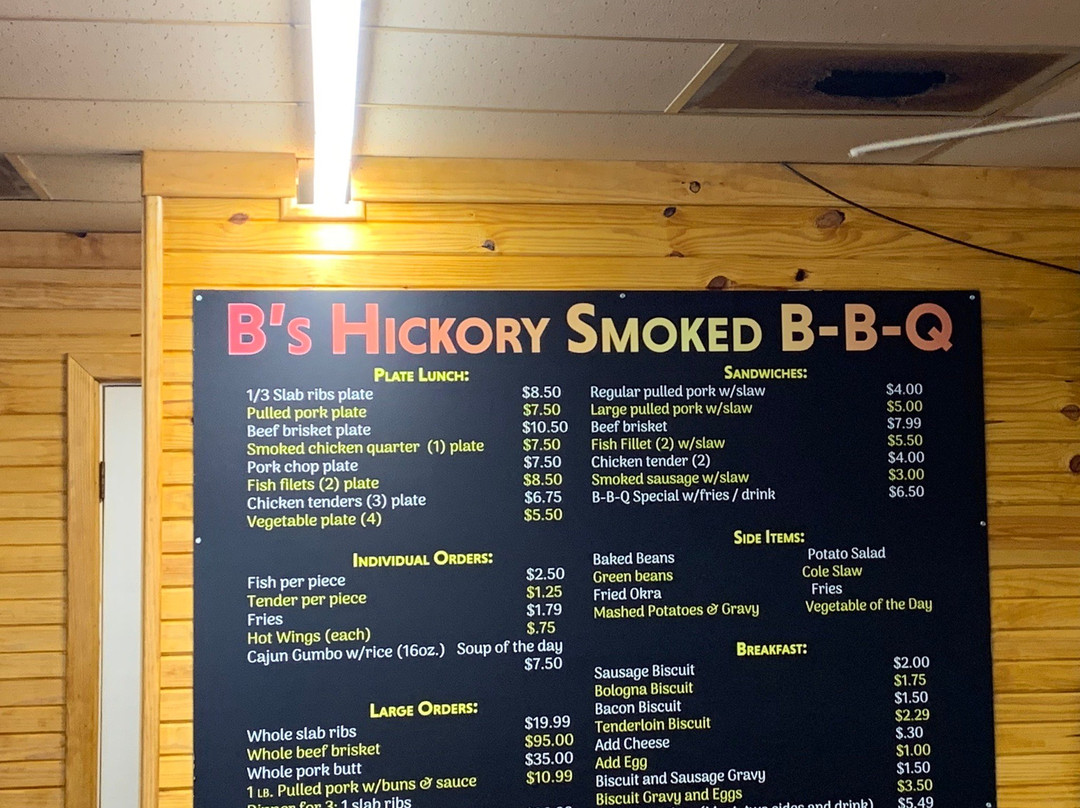 B's Hickory Smoked B-B-Q
Plate Lunch:
1/3 Slab ribs plate $8.50
Pulled pork plate $7.50
Beef brisket plate $10.50
Smoked chicken quarter (1) plate $7.50
Pork chop plate $7.50
Fish filets (2) plate $8.50
Chicken tenders (3) plate $6.75
Vegetable plate (4) $5.50
Individual Orders:
Fish per piece $2.50
Tender per piece $1.25
Fries $1.79
Hot Wings (each) $.75
Cajun Gumbo w/rice (16oz.) Soup of the day
$7.50
Large Orders:
Whole slab ribs $19.99
Whole beef brisket $95.00
Whole pork butt $35.00
1 lb. Pulled pork w/buns & sauce $10.99
Dinner for 3: 1 slab ribs
Sandwiches:
Regular pulled pork w/slaw $4.00
Large pulled pork w/slaw $5.00
Beef brisket $7.99
Fish Fillet (2) w/slaw $5.50
Chicken tender (2) $4.00
Smoked sausage w/slaw $3.00
B-B-Q Special w/fries / drink $6.50
Side Items:
Baked Beans Potato Salad
Green beans Cole Slaw
Fried Okra Fries
Mashed Potatoes & Gravy Vegetable of the Day
Breakfast:
Sausage Biscuit $2.00
Bologna Biscuit $1.75
Bacon Biscuit $1.50
Tenderloin Biscuit $2.29
Add Cheese $.30
Add Egg $1.00
Biscuit and Sausage Gravy $1.50
Biscuit Gravy and Eggs $3.50
two sides and drink) $5.49